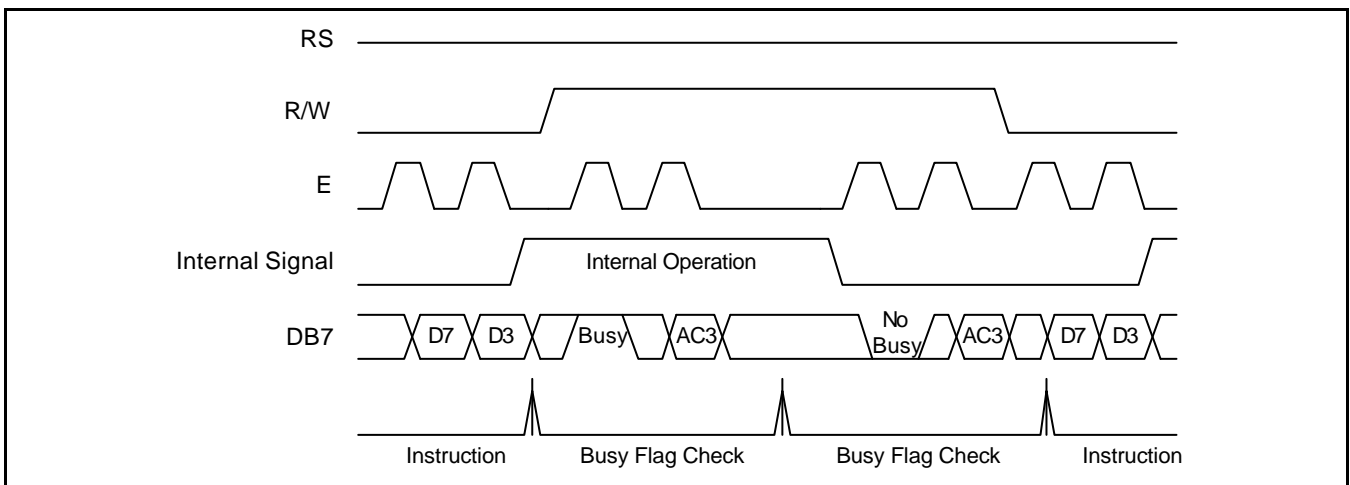 RS
R/W
E
Internal Signal
Internal Operation
DB7
D7 D3 Busy AC3 No Busy AC3 D7 D3
Instruction Busy Flag Check Busy Flag Check Instruction